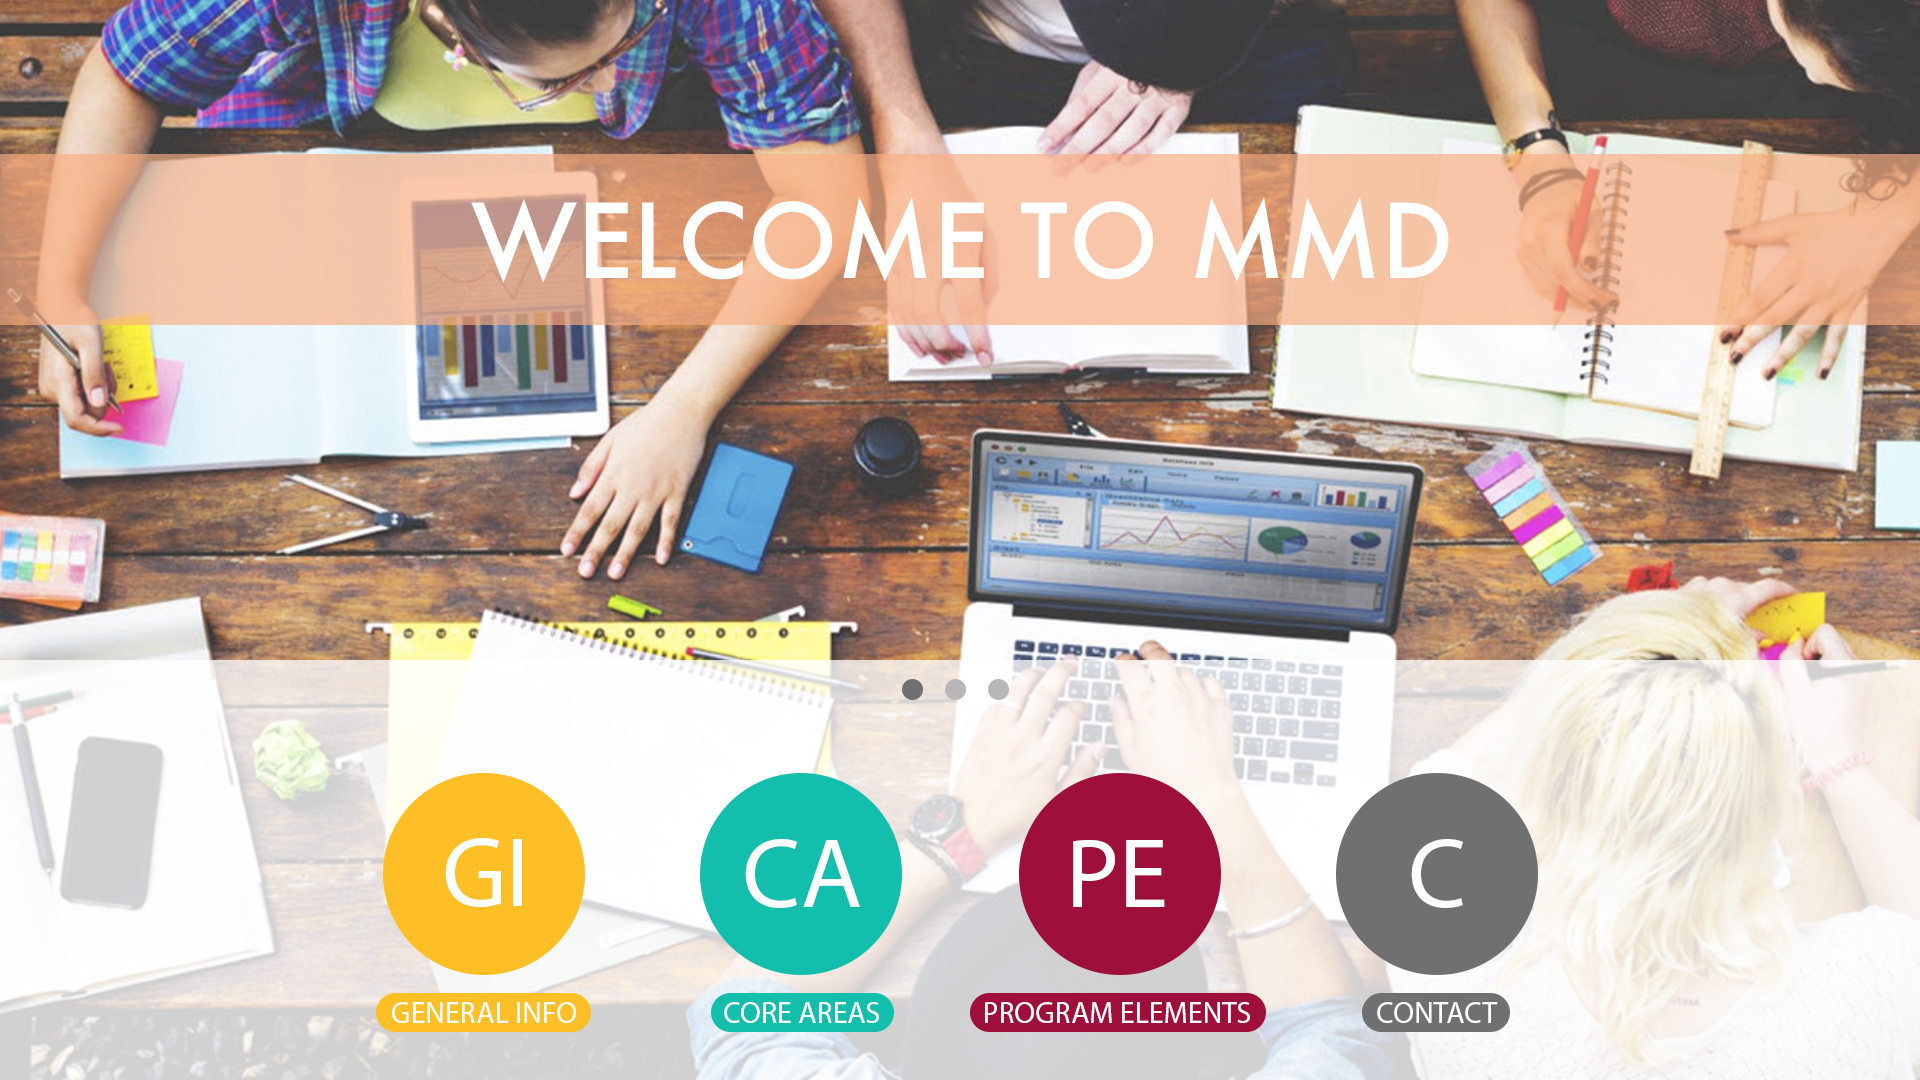 WELCOME TO MMD
GI
CA
PE
C
GENERAL INFO
CORE AREAS
PROGRAM ELEMENTS
CONTACT